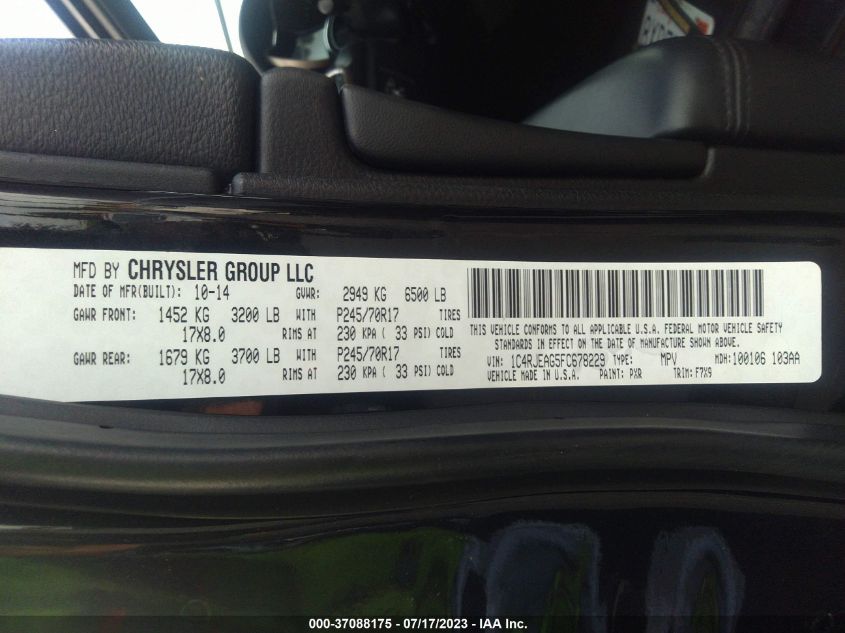 MFD BY CHRYSLER GROUP LLC
DATE OF MFR(BUILT): 10-14 GVWR: 2949 KG 6500 LB
GAWR FRONT: 1452 KG 3200 LB WITH P245/70R17 TIRES
17X8.0 RIMS AT 230 KPA ( 33 PSI) COLD
GAWR REAR: 1679 KG 3700 LB WITH P245/70R17 TIRES
17X8.0 RIMS AT 230 KPA ( 33 PSI) COLD
THIS VEHICLE CONFORMS TO ALL APPLICABLE U.S.A. FEDERAL MOTOR VEHICLE SAFETY
STANDARDS IN EFFECT ON THE DATE OF MANUFACTURE SHOWN ABOVE.
VIN: 1C4RJEAG5FC678229 TYPE: MPV MDH:100106 103AA
VEHICLE MADE IN U.S.A. PAINT: PXR TRIM: F7X9
000-37088175 - 07/17/2023 - IAA Inc.